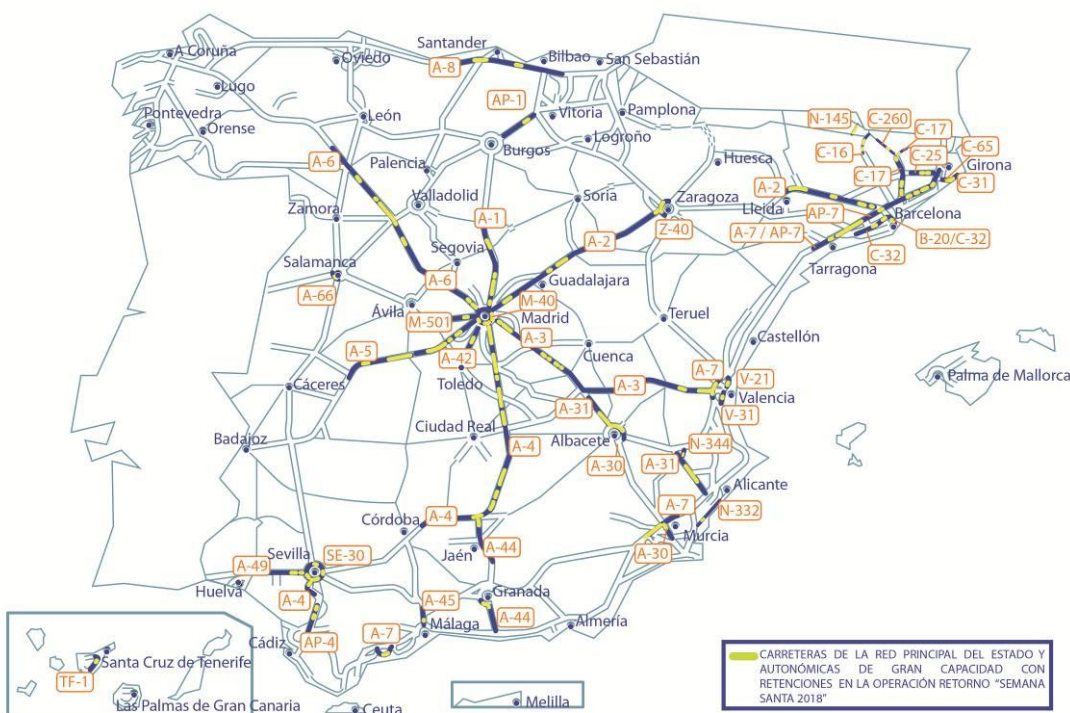 Santander
A Coruña
Oviedo
A-8
Bilbao
San Sebastián
Lugo
AP-1
Pontevedra
León
Vitoria
Pamplona
N-145
C-260
C-17
Orense
Logroño
C-65
A-6
Burgos
C-16
C-25
Girona
Palencia
Huesca
C-17
C-31
Valladolid
Soria
Zaragoza
A-2
Lleida
Zamora
A-1
AP-7
Barcelona
Z-40
A-7 / AP-7
B-20/C-32
Segovia
A-2
C-32
Salamanca
Tarragona
A-6
Guadalajara
A-66
Ávila
M-40
M-501
Madrid
Teruel
A-3
Castellón
A-5
A-42
Cuenca
Toledo
A-7
Cáceres
A-3
V-21
Palma de Mallorca
Valencia
A-31
V-31
Ciudad Real
Badajoz
Albacete
A-4
N-344
A-30
A-31
Alicante
A-7
N-332
A-4
Córdoba
Murcia
Sevilla
SE-30
Jaén
A-44
A-30
A-49
Huelva
A-4
A-45
Granada
A-44
AP-4
A-7
Málaga
Almería
Cádiz
Santa Cruz de Tenerife
TF-1
Las Palmas de Gran Canaria
Ceuta
Melilla
CARRETERAS DE LA RED PRINCIPAL DEL ESTADO Y
AUTONÓMICAS DE GRAN CAPACIDAD CON
RETENCIONES EN LA OPERACIÓN RETORNO "SEMANA
SANTA 2018"